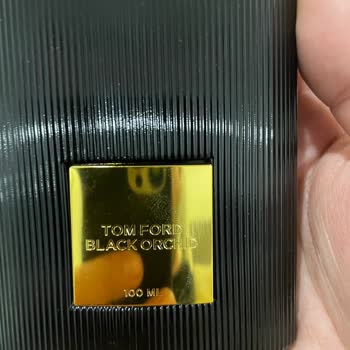 TOM FORD
BLACK ORCHID
100 ML